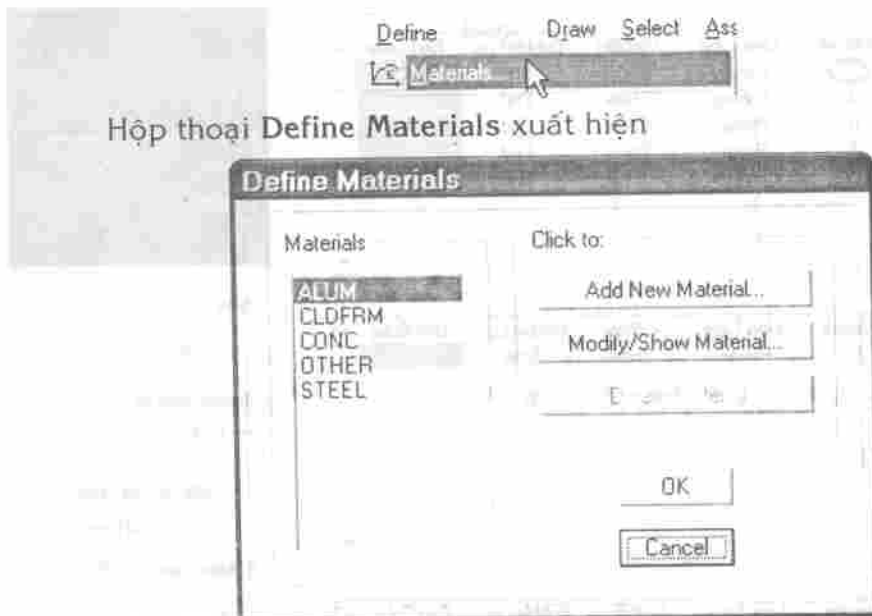 Define Draw Select Ass
Materials
Hộp thoại Define Materials xuất hiện
Define Materials
Materials Click to:
ALUM Add New Material...
CLDFRM
CONC Modify/Show Material...
OTHER
STEEL
OK
Cancel